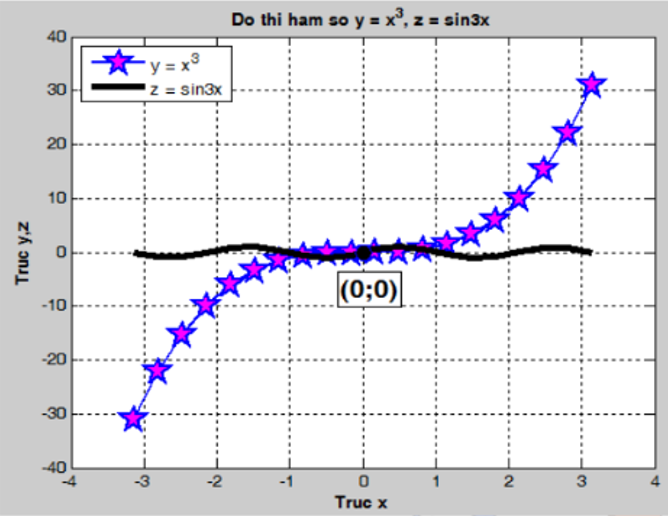 Do thi ham so y = x³, z = sin3x
y = x³
z = sin3x
Truc y,z
40
30
20
10
0
-10
-20
-30
-40
(0;0)
-4 -3 -2 -1 0 1 2 3 4
Truc x